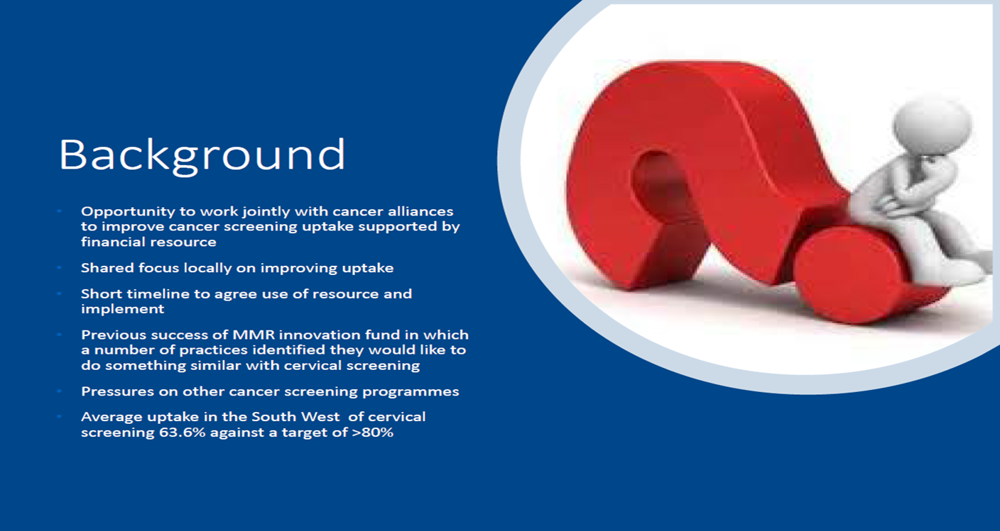 Background
• Opportunity to work jointly with cancer alliances
to improve cancer screening uptake supported by
financial resource
• Shared focus locally on improving uptake
• Short timeline to agree use of resource and
implement
• Previous success of MMR innovation fund in which
a number of practices identified they would like to
do something similar with cervical screening
• Pressures on other cancer screening programmes
• Average uptake in the South West  of cervical
screening 63.6% against a target of >80%